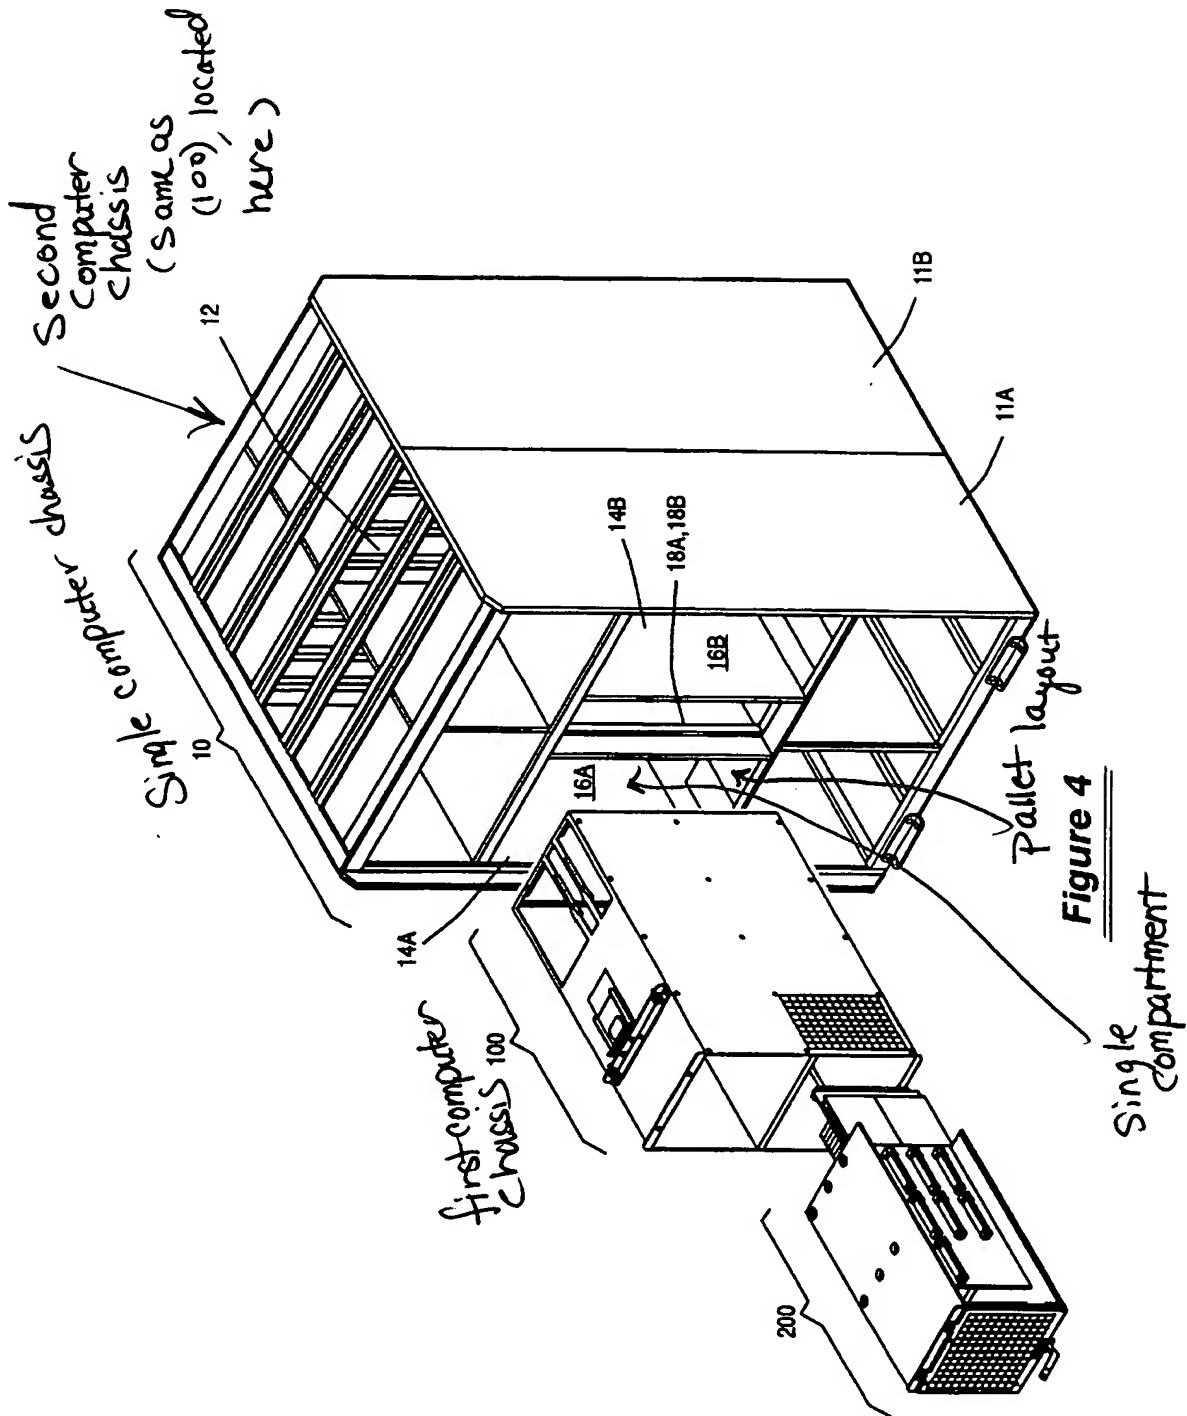 Second
computer
chassis
(same as
(100), located
here)
12
Single computer chassis
10
11B
11A
14B
18A,18B
16B
16A
14A
first computer
chassis
100
200
Pallet layout
Figure 4
Single
compartment